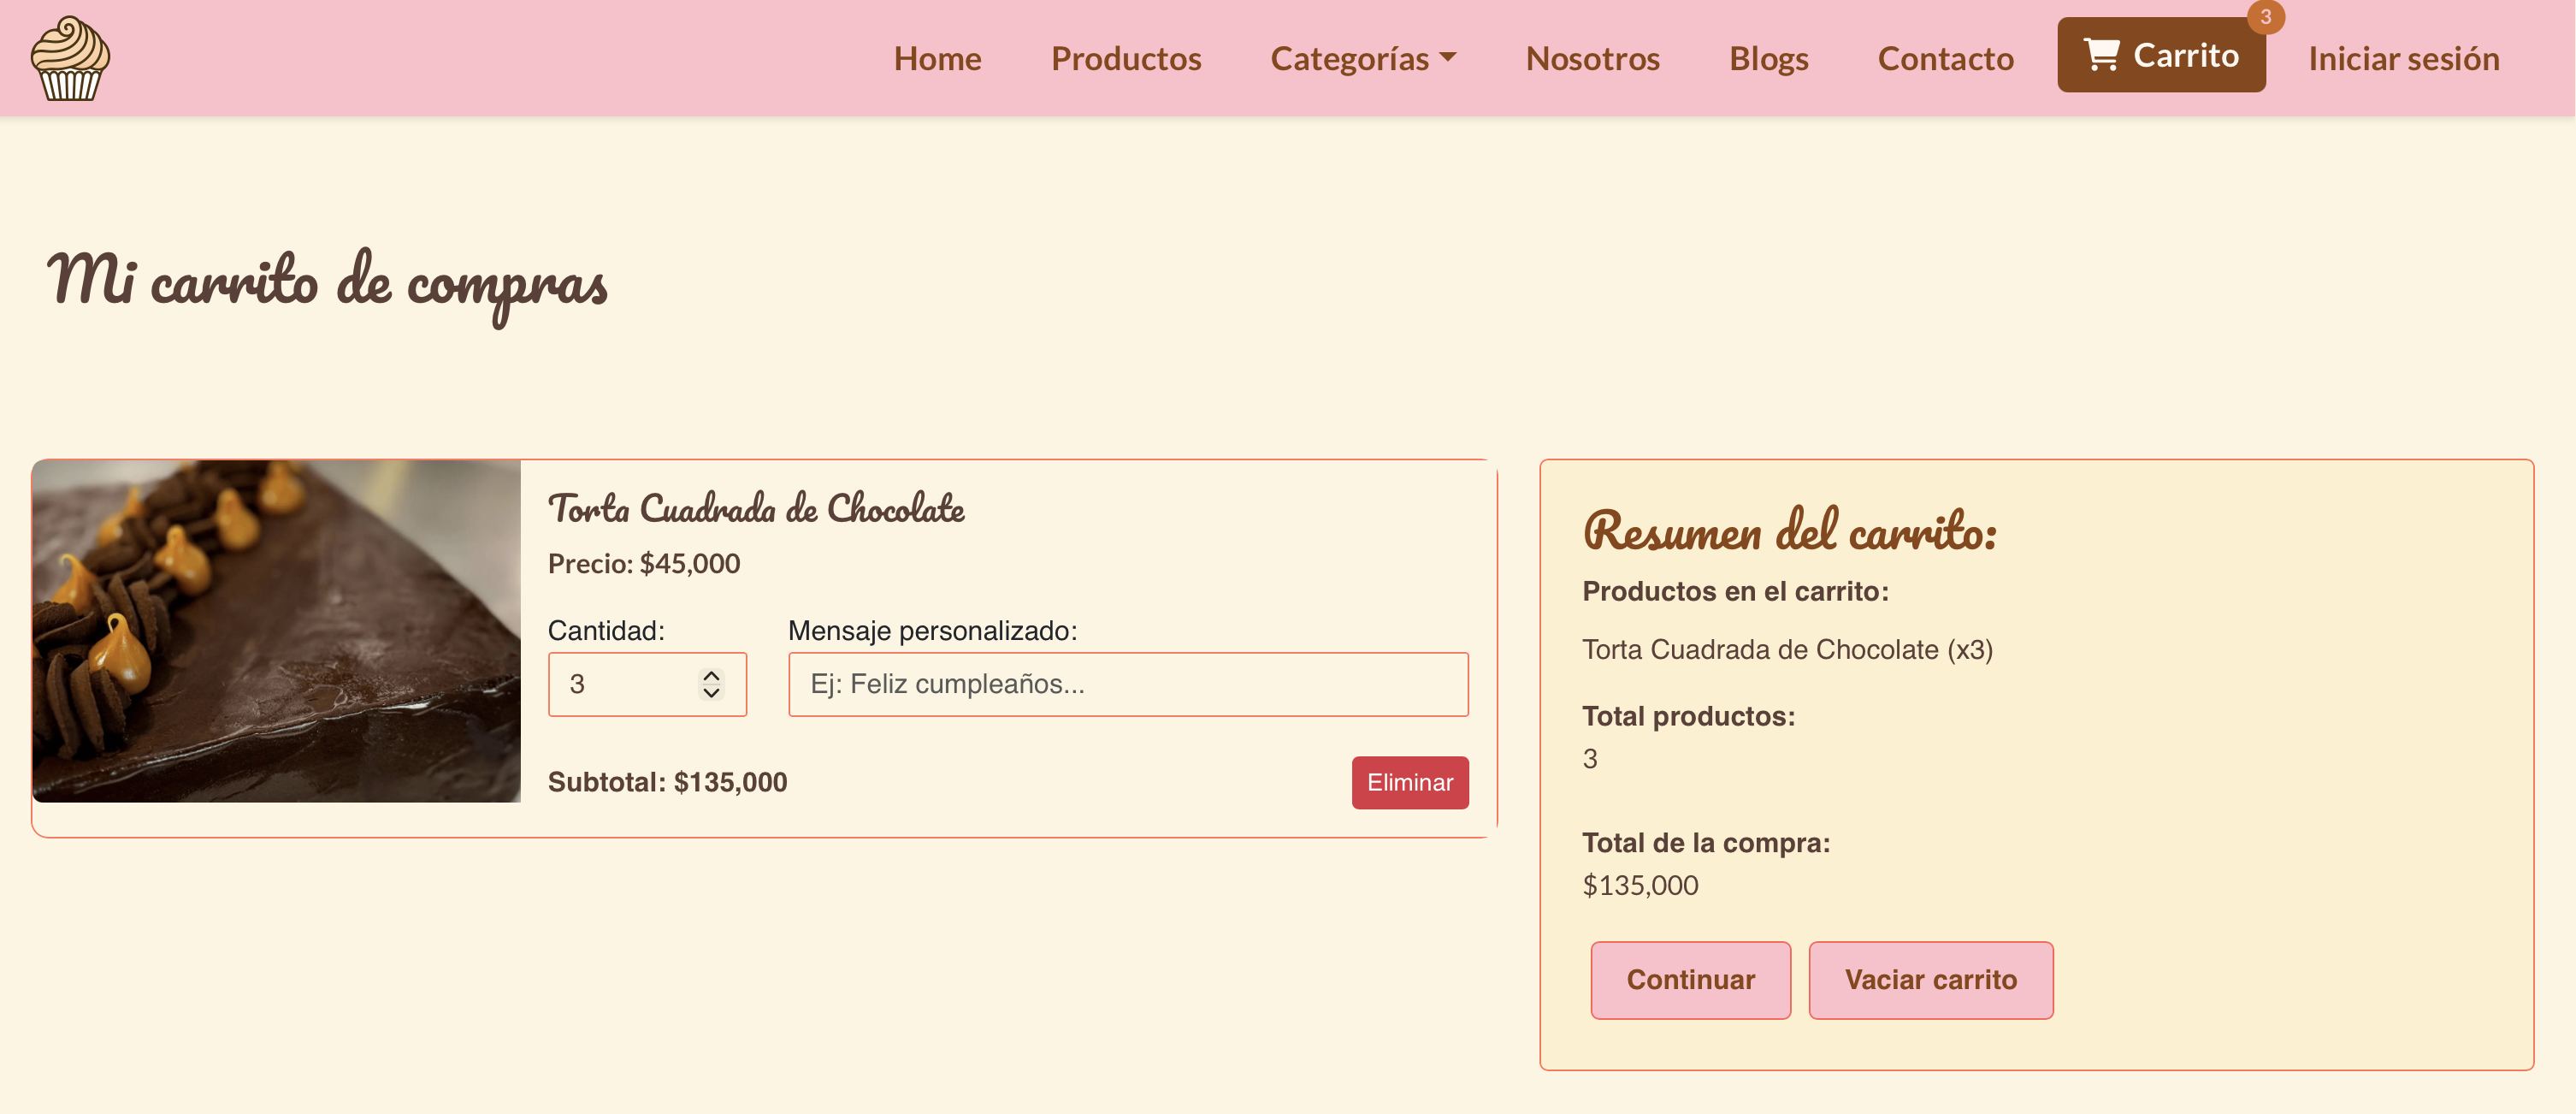 Home Productos Categorías Nosotros Blogs Contacto Carrito 3 Iniciar sesión
Mi carrito de compras
Torta Cuadrada de Chocolate
Precio: $45,000
Cantidad: Mensaje personalizado:
3 Ej: Feliz cumpleaños...
Subtotal: $135,000 Eliminar
Resumen del carrito:
Productos en el carrito:
Torta Cuadrada de Chocolate (x3)
Total productos:
3
Total de la compra:
$135,000
Continuar Vaciar carrito